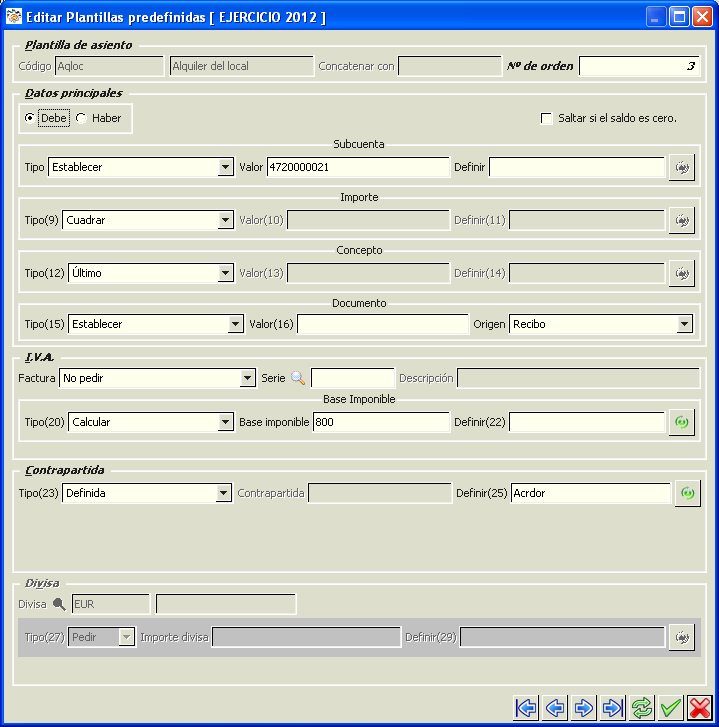 Editar Plantillas predefinidas [ EJERCICIO 2012 ]
Plantilla de asiento
Código Aqloc Alquiler del local Concatenar con Nº de orden 3
Datos principales
Debe Haber Saltar si el saldo es cero.
Subcuenta
Tipo Establecer Valor 4720000021 Definir
Importe
Tipo(9) Cuadrar Valor(10) Definir(11)
Concepto
Tipo(12) Último Valor(13) Definir(14)
Documento
Tipo(15) Establecer Valor(16) Origen Recibo
I.V.A.
Factura No pedir Serie Descripción
Base Imponible
Tipo(20) Calcular Base imponible 800 Definir(22)
Contrapartida
Tipo(23) Definida Contrapartida Definir(25) Acrdor
Divisa
Divisa EUR
Tipo(27) Pedir Importe divisa Definir(29)